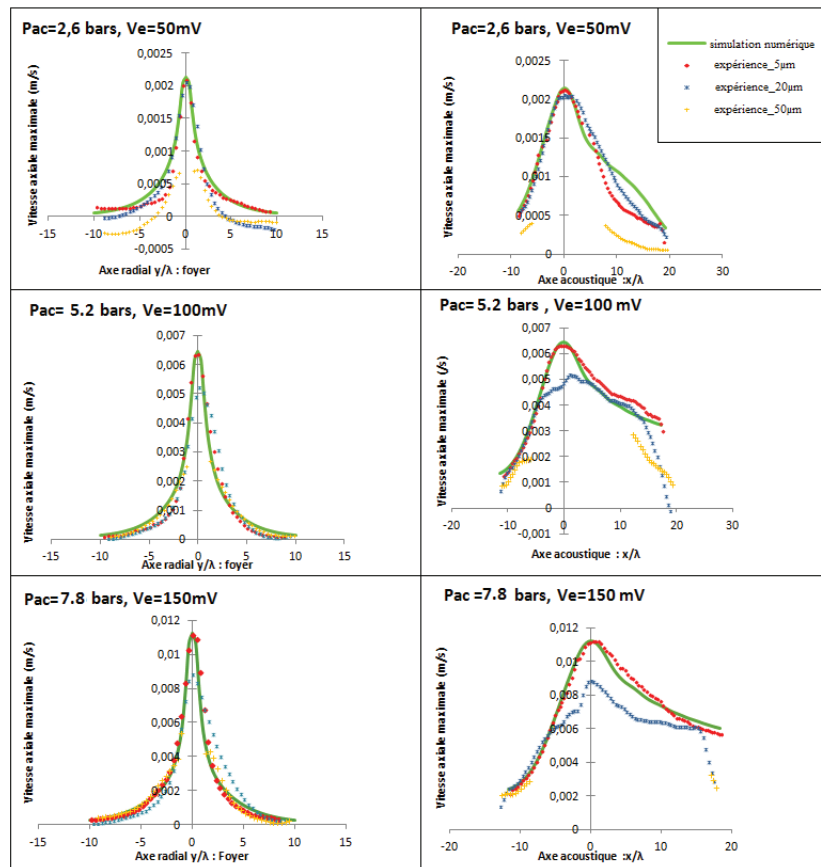 Pac=2,6 bars, Ve=50mV
Vitesse axiale maximale (m/s)
0,0025
0,002
0,0015
0,001
0,0005
0
-0,0005
-15 -10 -5 0 5 10 15
Axe radial y/λ : foyer
Pac=2,6 bars, Ve=50mV
Vitesse axiale maximale (m/s)
0,0025
0,002
0,0015
0,001
0,0005
0
-20 -10 0 10 20 30
Axe acoustique :x/λ
simulation numérique
expérience_5µm
expérience_20µm
expérience_50µm
Pac= 5.2 bars, Ve=100mV
Vitesse axiale maximale (m/s)
0,007
0,006
0,005
0,004
0,003
0,002
0,001
0
-15 -10 -5 0 5 10 15
Axe radial y/λ : foyer
Pac= 5.2 bars , Ve=100 mV
Vitesse axiale maximale (/s)
0,007
0,006
0,005
0,004
0,003
0,002
0,001
0
-0,001
-20 -10 0 10 20 30
Axe acoustique : x/λ
Pac=7.8 bars, Ve=150mV
Vitesse axiale maximale (m/s)
0,012
0,01
0,008
0,006
0,004
0,002
0
-15 -10 -5 0 5 10 15
Axe radial y/λ : Foyer
Pac =7.8 bars, Ve=150 mV
Vitesse axiale maximale (m/s)
0,012
0,01
0,008
0,006
0,004
0,002
0
-20 -10 0 10 20
Axe acoustique :x/λ